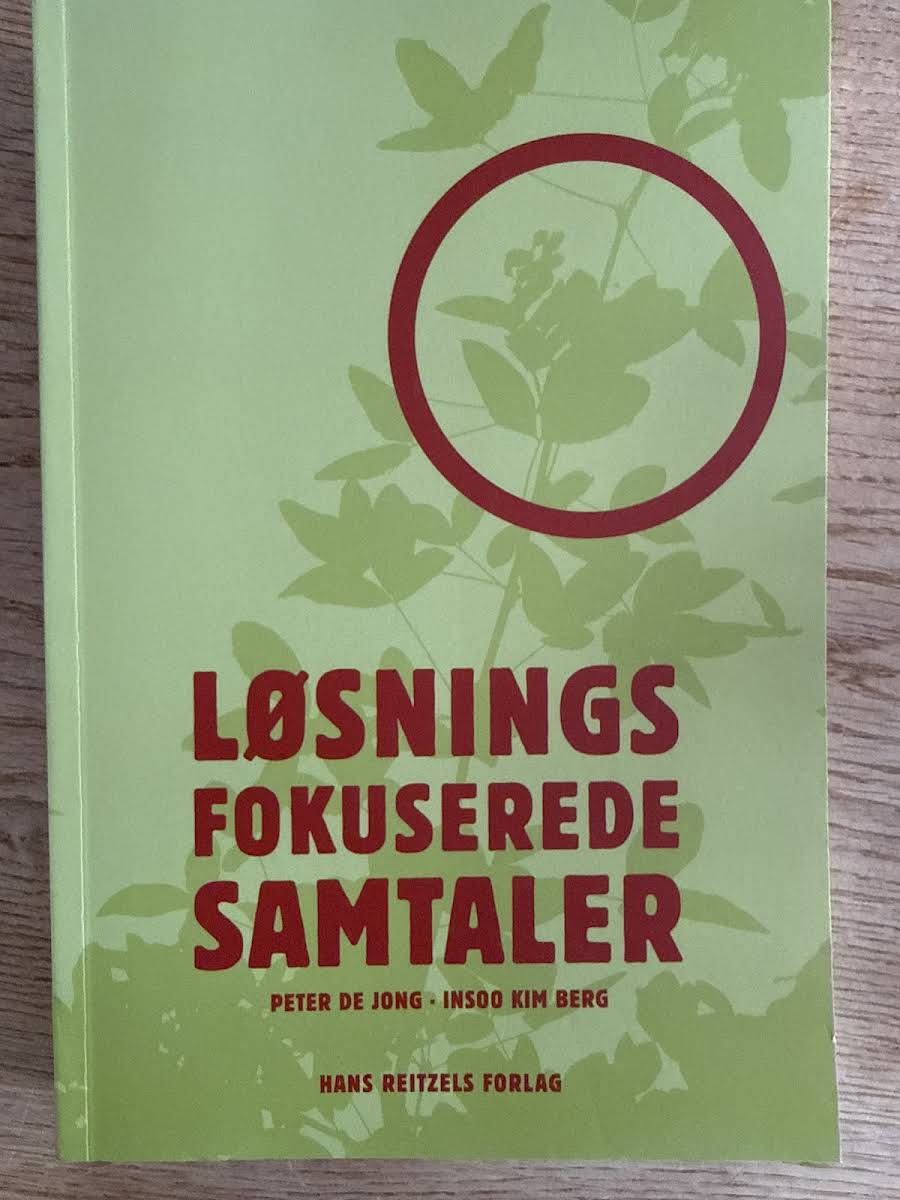 LØSNINGS
FOKUSEREDE
SAMTALER
PETER DE JONG · INSOO KIM BERG
HANS REITZELS FORLAG